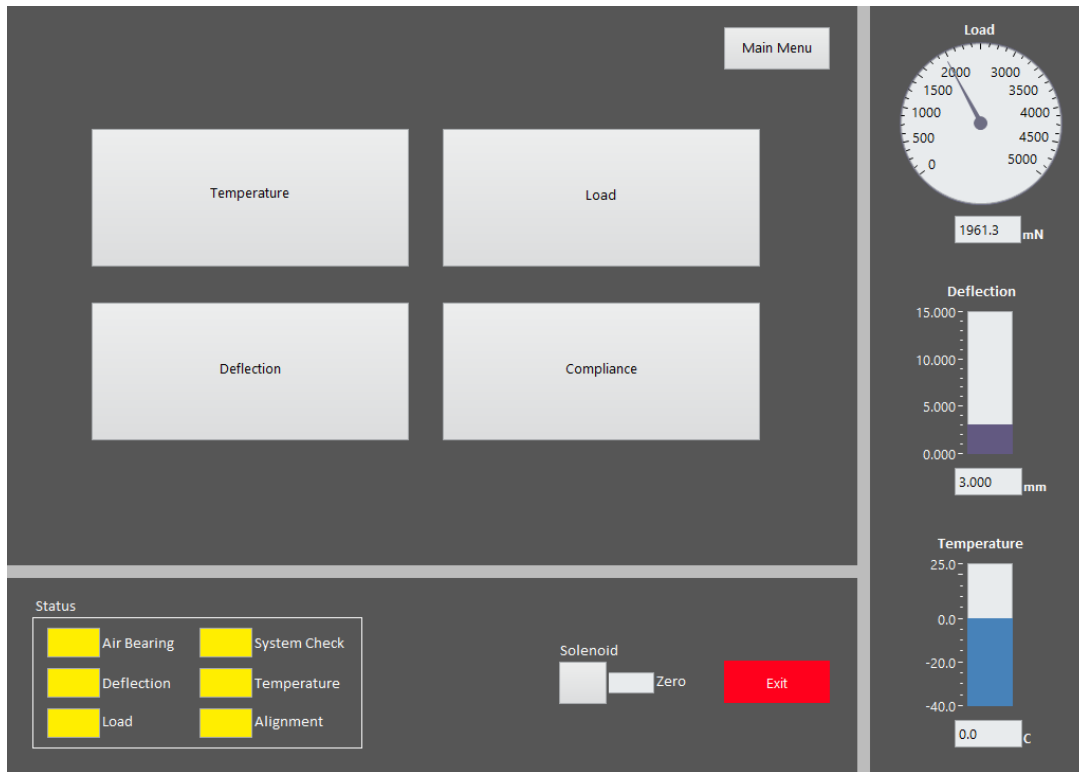 Main Menu
Temperature
Load
Deflection
Compliance
Status
Air Bearing
System Check
Deflection
Temperature
Load
Alignment
Solenoid
Zero
Exit
Load
2000 3000
1500 3500
1000 4000
500 4500
0 5000
1961.3 mN
Deflection
15.000
10.000
5.000
0.000
3.000 mm
Temperature
25.0
0.0
-20.0
-40.0
0.0 C